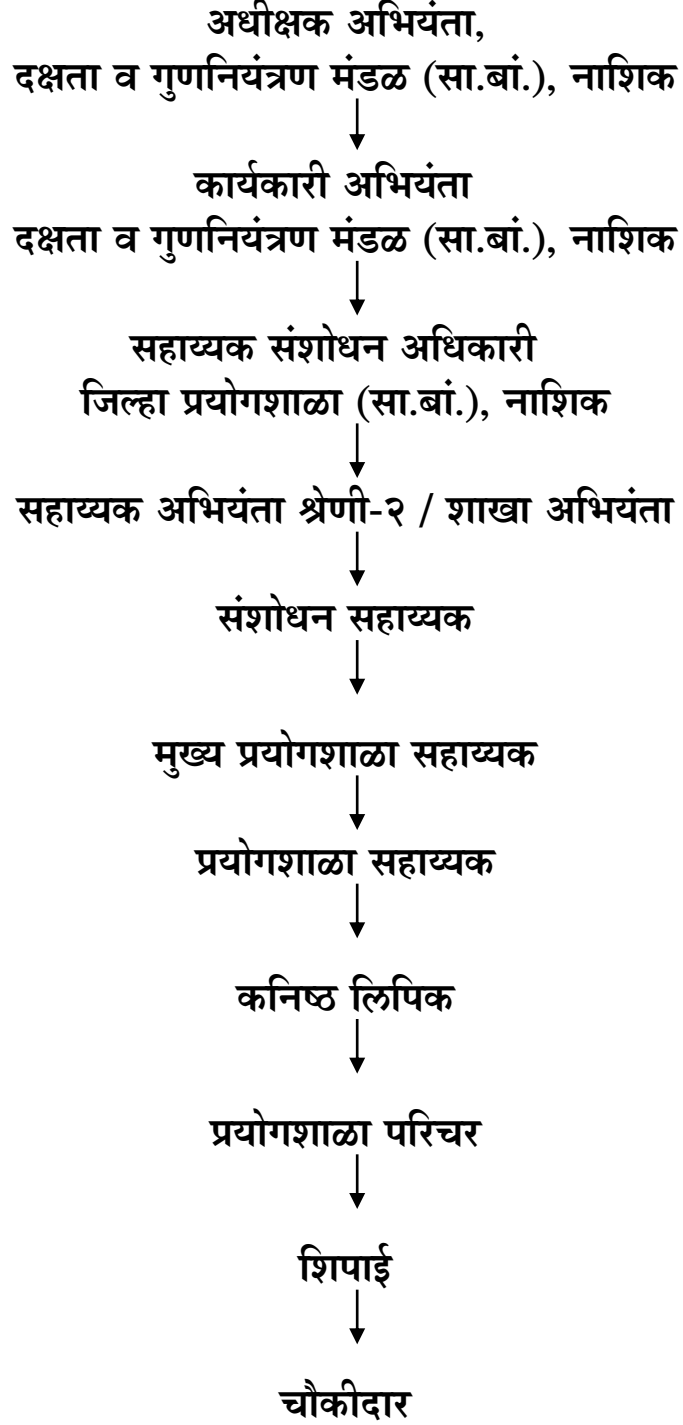 अधीक्षक अभियंता,
दक्षता व गुणनियंत्रण मंडळ (सा.बां.), नाशिक
कार्यकारी अभियंता
दक्षता व गुणनियंत्रण मंडळ (सा.बां.), नाशिक
सहाय्यक संशोधन अधिकारी
जिल्हा प्रयोगशाळा (सा.बां.), नाशिक
सहाय्यक अभियंता श्रेणी-२ / शाखा अभियंता
संशोधन सहाय्यक
मुख्य प्रयोगशाळा सहाय्यक
प्रयोगशाळा सहाय्यक
कनिष्ठ लिपिक
प्रयोगशाळा परिचर
शिपाई
चौकीदार